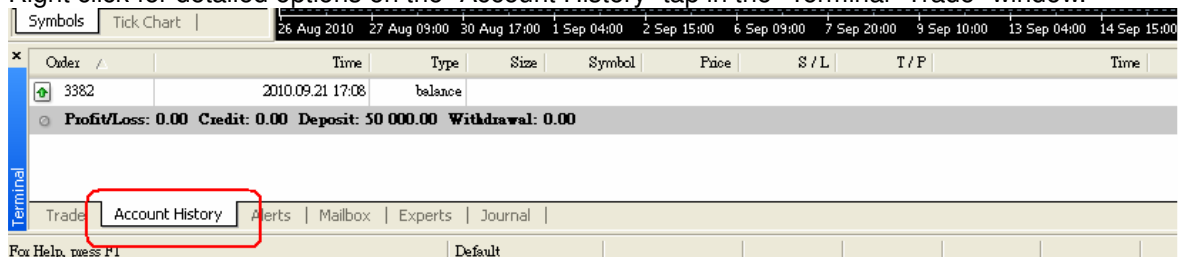 Right click for detailed options on the "Account History" tap in the "Terminal-Trade" window.
Symbols Tick Chart | 26 Aug 2010 27 Aug 09:00 30 Aug 17:00 1 Sep 04:00 2 Sep 15:00 6 Sep 09:00 7 Sep 20:00 9 Sep 10:00 13 Sep 04:00 14 Sep 15:00
× Order / Time Type Size Symbol Price S / L T / P Time
3382 2010.09.21 17:08 balance
Profit/Loss: 0.00 Credit: 0.00 Deposit: 50 000.00 Withdrawal: 0.00
Terminal
Trade Account History Alerts | Mailbox | Experts | Journal |
For Help, press F1 Default